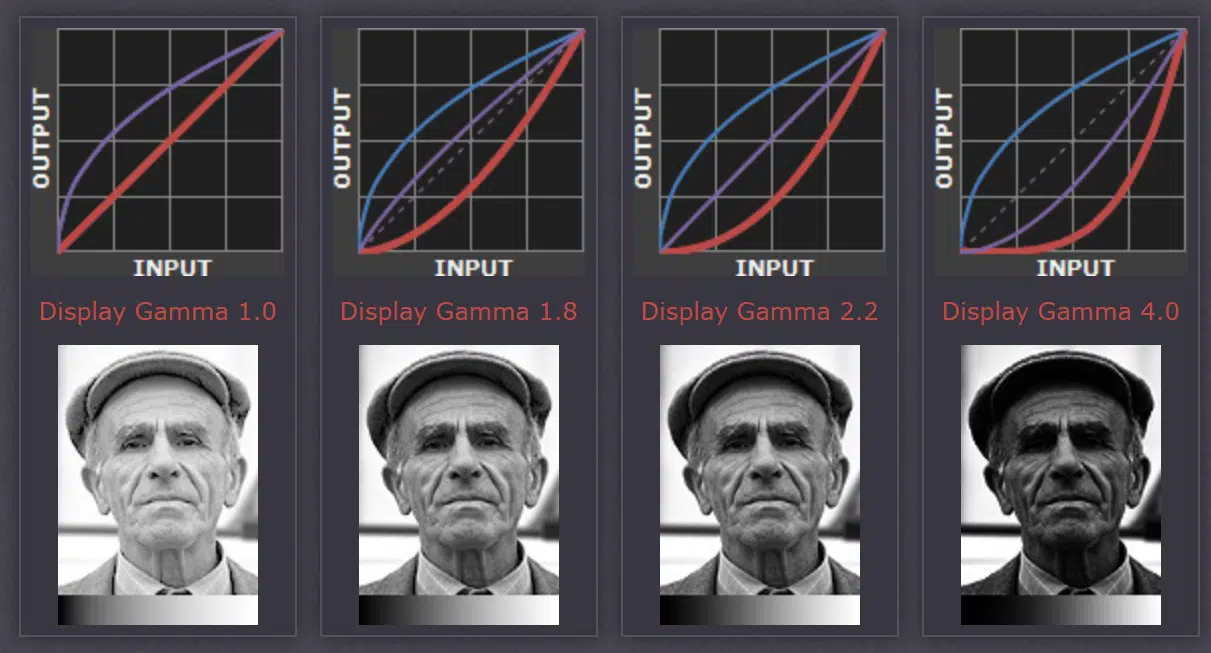 OUTPUT
INPUT
Display Gamma 1.0
OUTPUT
INPUT
Display Gamma 1.8
OUTPUT
INPUT
Display Gamma 2.2
OUTPUT
INPUT
Display Gamma 4.0